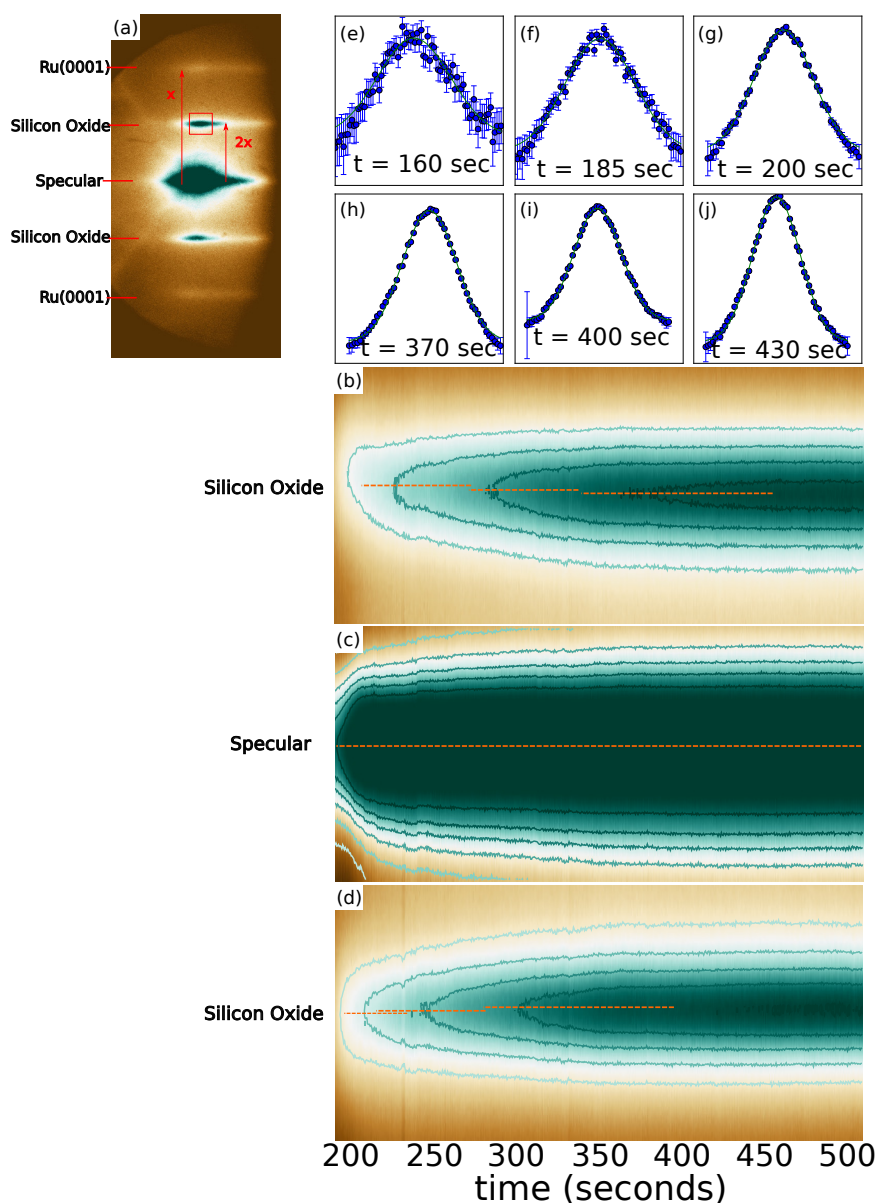 (a)
Ru(0001)
x
Silicon Oxide
2x
Specular
Silicon Oxide
Ru(0001)
(e)
t = 160 sec
(f)
t = 185 sec
(g)
t = 200 sec
(h)
t = 370 sec
(i)
t = 400 sec
(j)
t = 430 sec
(b)
Silicon Oxide
(c)
Specular
(d)
Silicon Oxide
200 250 300 350 400 450 500
time (seconds)